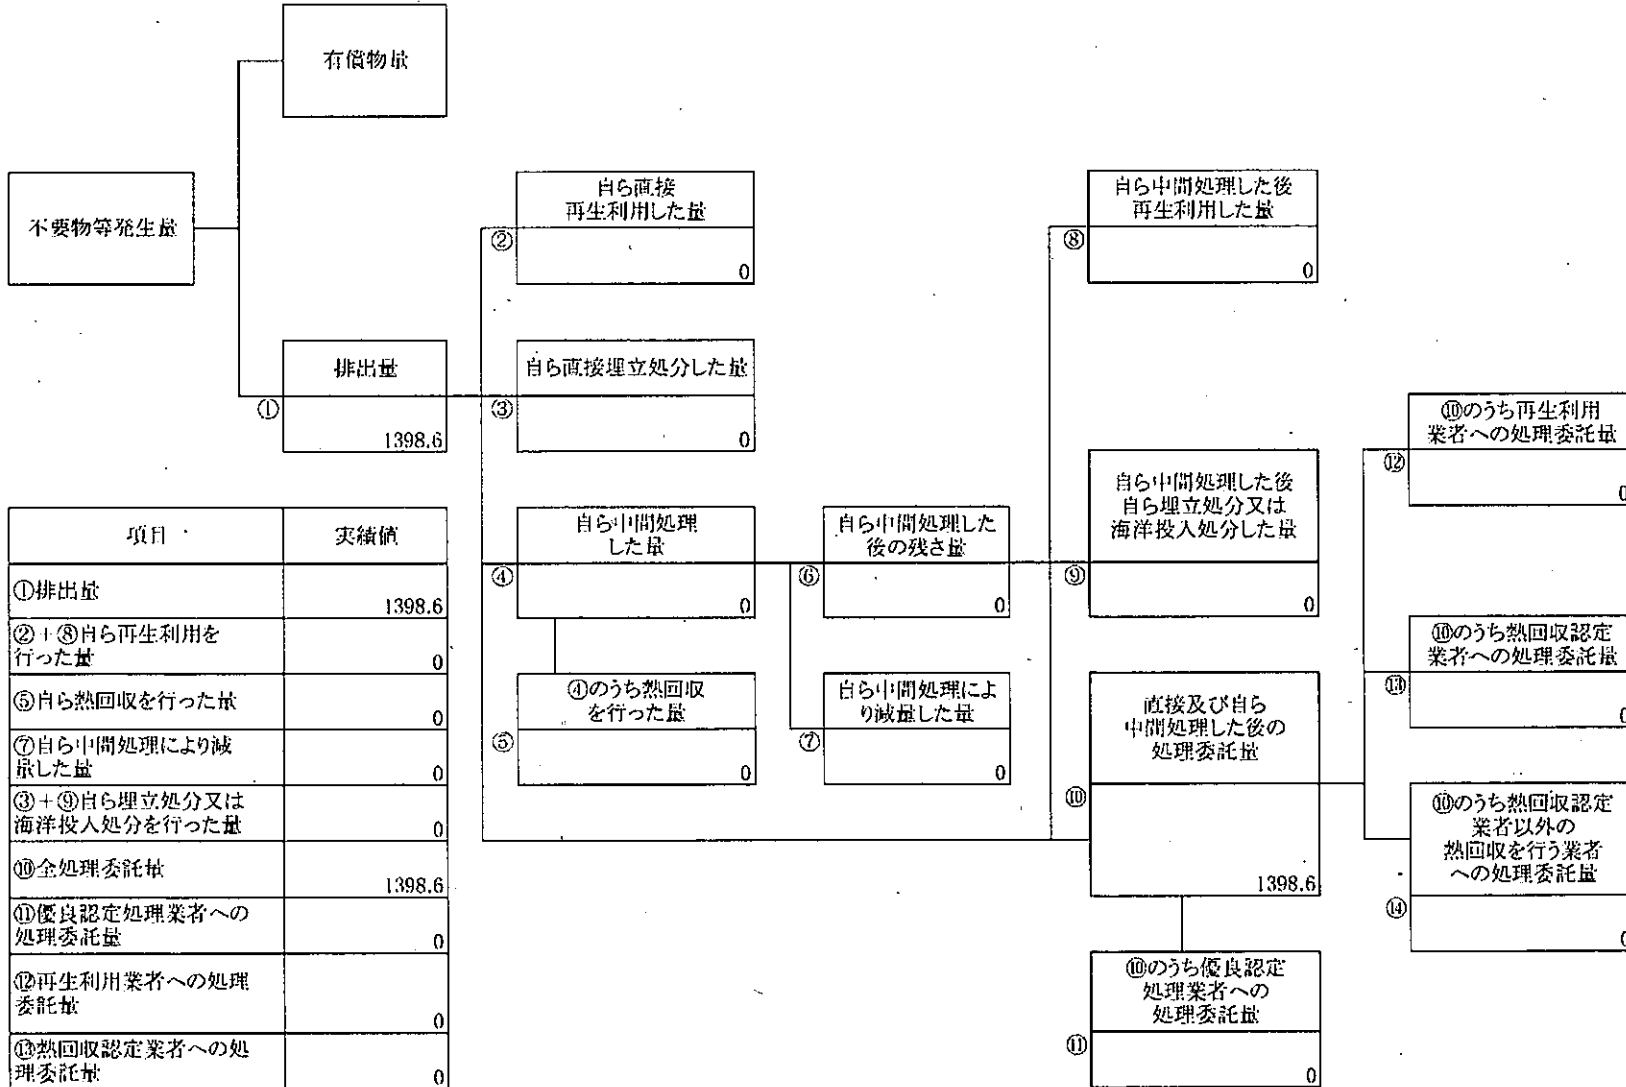 有償物量
不要物等発生量
排出量
①
1398.6
自ら直接
再生利用した量
②
0
自ら直接埋立処分した量
③
0
自ら中間処理
した量
④
0
④のうち熱回収
を行った量
⑤
0
自ら中間処理した
後の残さ量
⑥
0
自ら中間処理によ
り減量した量
⑦
0
自ら中間処理した後
再生利用した量
⑧
0
自ら中間処理した後
自ら埋立処分又は
海洋投入処分した量
⑨
0
直接及び自ら
中間処理した後の
処理委託量
⑩
1398.6
⑩のうち優良認定
処理業者への
処理委託量
⑪
0
⑩のうち再生利用
業者への処理委託量
⑫
0
⑩のうち熱回収認定
業者への処理委託量
⑬
0
⑩のうち熱回収認定
業者以外の
熱回収を行う業者
への処理委託量
⑭
0
項目 実績値
①排出量
1398.6
②+⑧自ら再生利用を
行った量 0
⑤自ら熱回収を行った量
0
⑦自ら中間処理により減
量した量 0
③+⑨自ら埋立処分又は
海洋投入処分を行った量 0
⑩全処理委託量
1398.6
⑪優良認定処理業者への
処理委託量 0
⑫再生利用業者への処理
委託量
0
⑬熱回収認定業者への処
理委託量 0